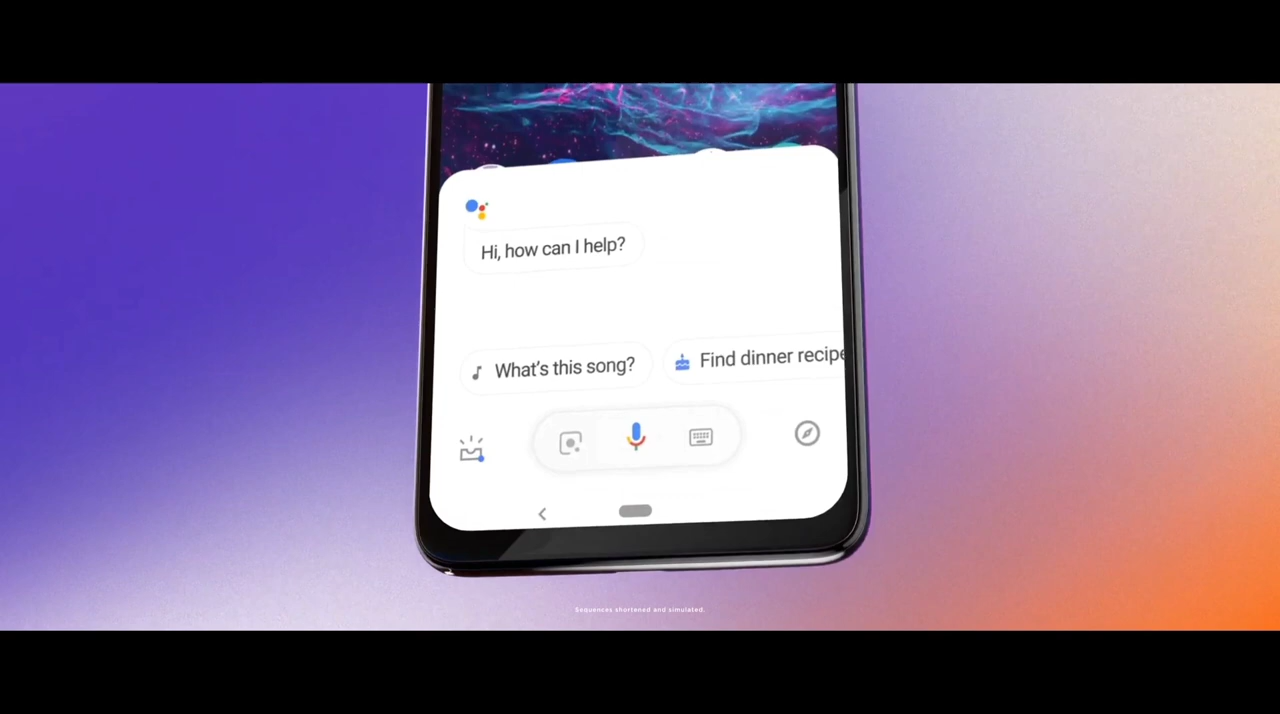 Hi, how can I help?
What's this song?
Find dinner recipe
Sequences shortened and simulated.